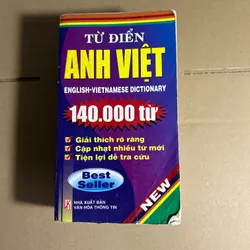 TỪ ĐIỂN
ANH VIỆT
ENGLISH-VIETNAMESE DICTIONARY
140.000 từ
Giải thích rõ ràng
Cập nhật nhiều từ mới
Tiện lợi dễ tra cứu
Best
Seller
NEW
NHÀ XUẤT BẢN
VĂN HÓA THÔNG TIN